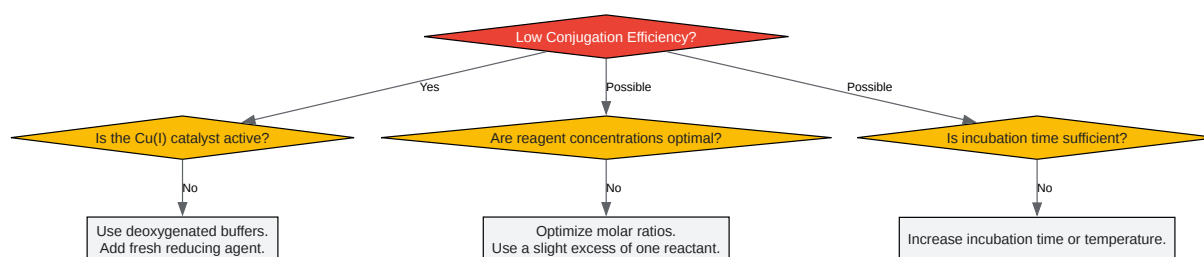 Low Conjugation Efficiency?
Yes
Possible
Possible
Is the Cu(I) catalyst active?
Are reagent concentrations optimal?
Is incubation time sufficient?
No
No
No
Use deoxygenated buffers.
Add fresh reducing agent.
Optimize molar ratios.
Use a slight excess of one reactant.
Increase incubation time or temperature.